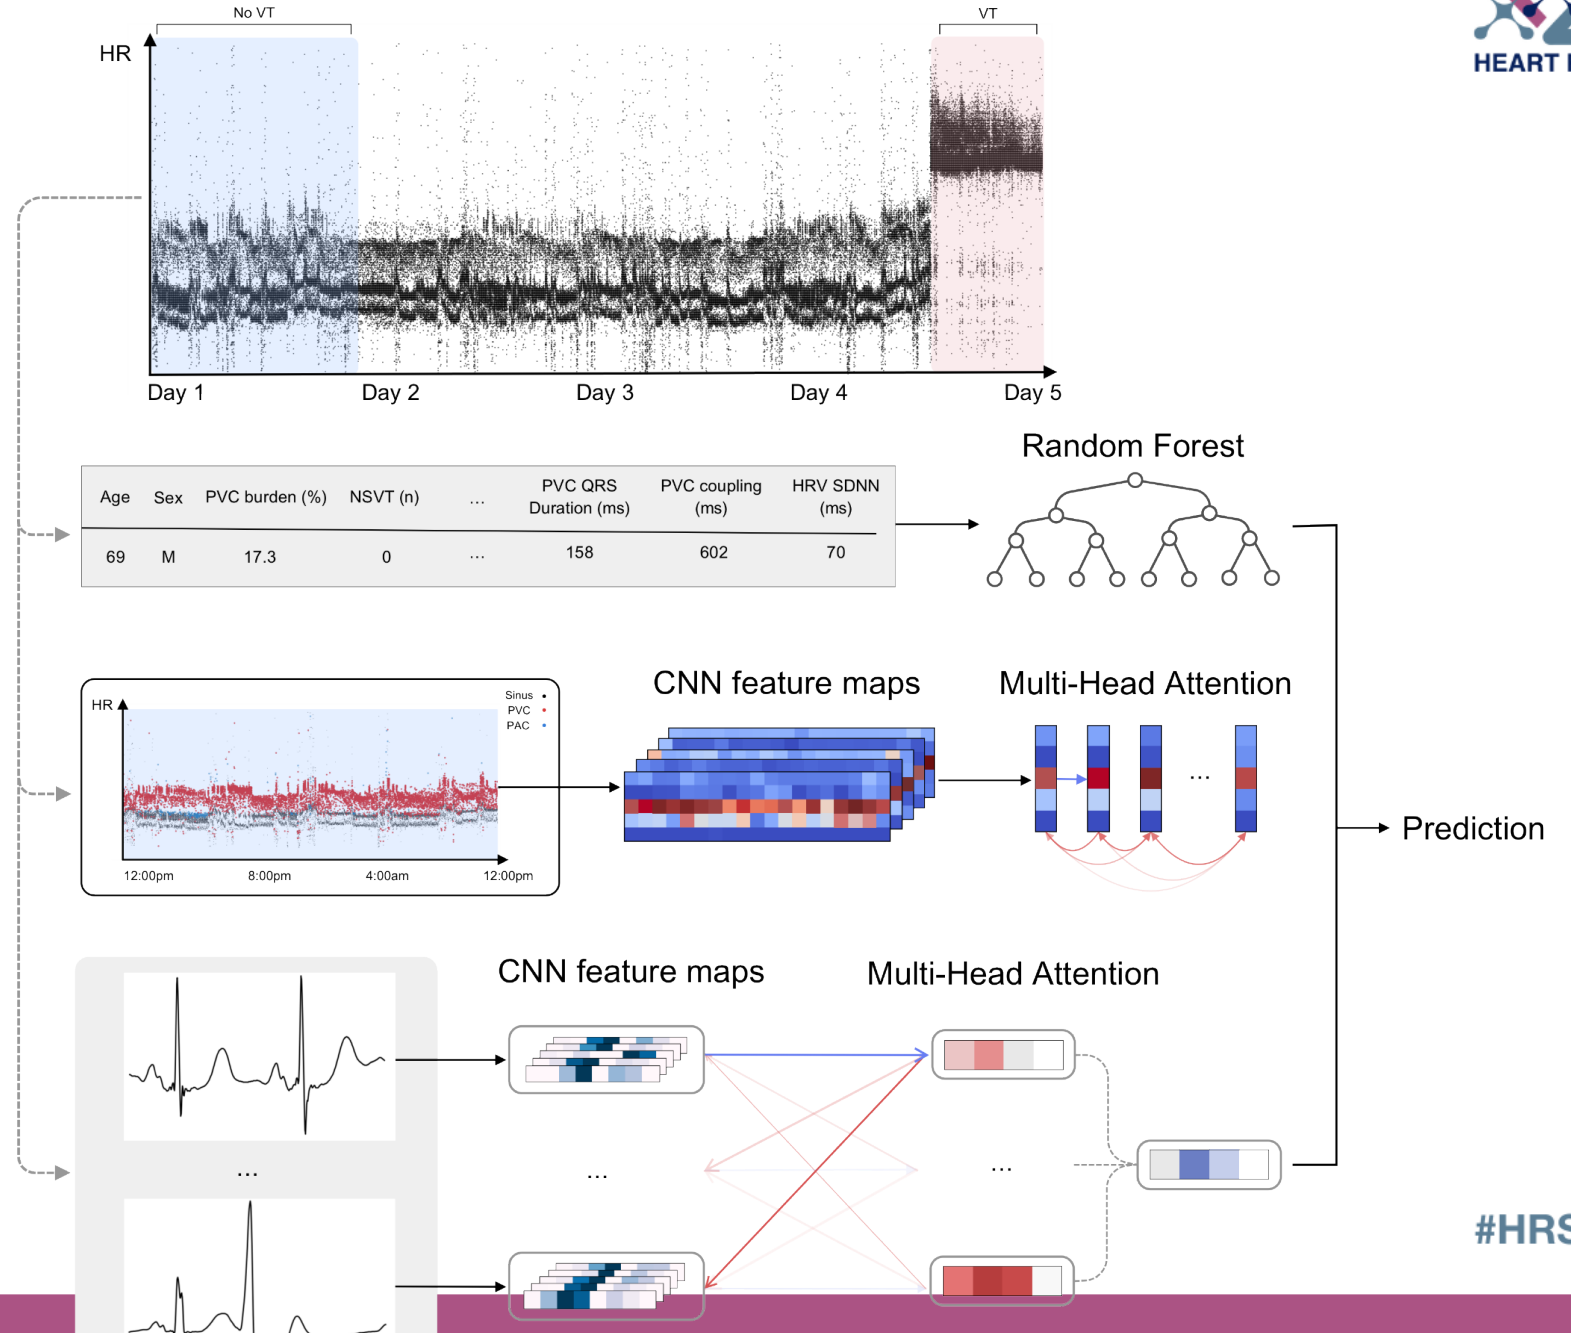 No VT
VT
HR
HEART
Day 1
Day 2
Day 3
Day 4
Day 5
Random Forest
Age
Sex
PVC burden (%)
NSVT (n)
...
PVC QRS
Duration (ms)
PVC coupling
(ms)
HRV SDNN
(ms)
69
M
17.3
0
...
158
602
70
CNN feature maps
Multi-Head Attention
HR
Sinus
PVC
PAC
12:00pm
8:00pm
4:00am
12:00pm
...
Prediction
CNN feature maps
Multi-Head Attention
...
...
...
#HRS